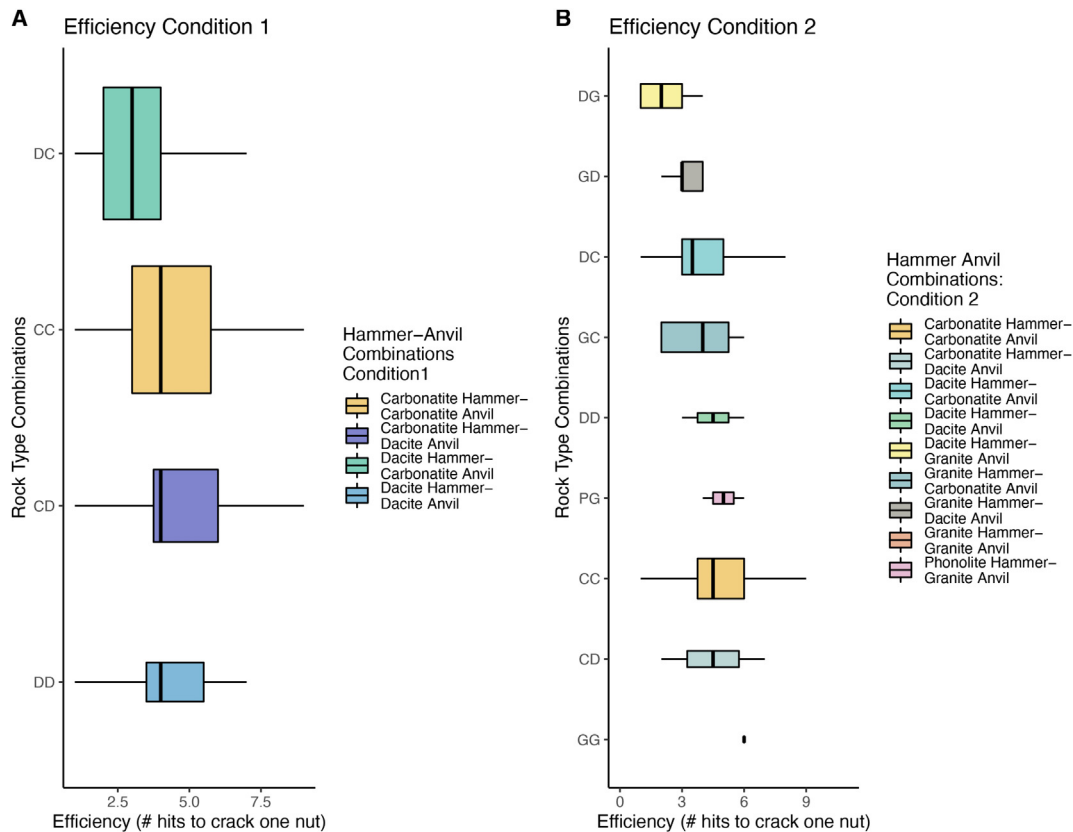 A
Efficiency Condition 1
Rock Type Combinations
DC
CC
CD
DD
2.5
5.0
7.5
Efficiency (# hits to crack one nut)
Hammer−Anvil
Combinations
Condition1
Carbonatite Hammer−
Carbonatite Anvil
Carbonatite Hammer−
Dacite Anvil
Dacite Hammer−
Carbonatite Anvil
Dacite Hammer−
Dacite Anvil
B
Efficiency Condition 2
Rock Type Combinations
DG
GD
DC
GC
DD
PG
CC
CD
GG
0
3
6
9
Efficiency (# hits to crack one nut)
Hammer Anvil
Combinations:
Condition 2
Carbonatite Hammer−
Carbonatite Anvil
Carbonatite Hammer−
Dacite Anvil
Dacite Hammer−
Carbonatite Anvil
Dacite Hammer−
Dacite Anvil
Dacite Hammer−
Granite Anvil
Granite Hammer−
Carbonatite Anvil
Granite Hammer−
Dacite Anvil
Granite Hammer−
Granite Anvil
Phonolite Hammer−
Granite Anvil